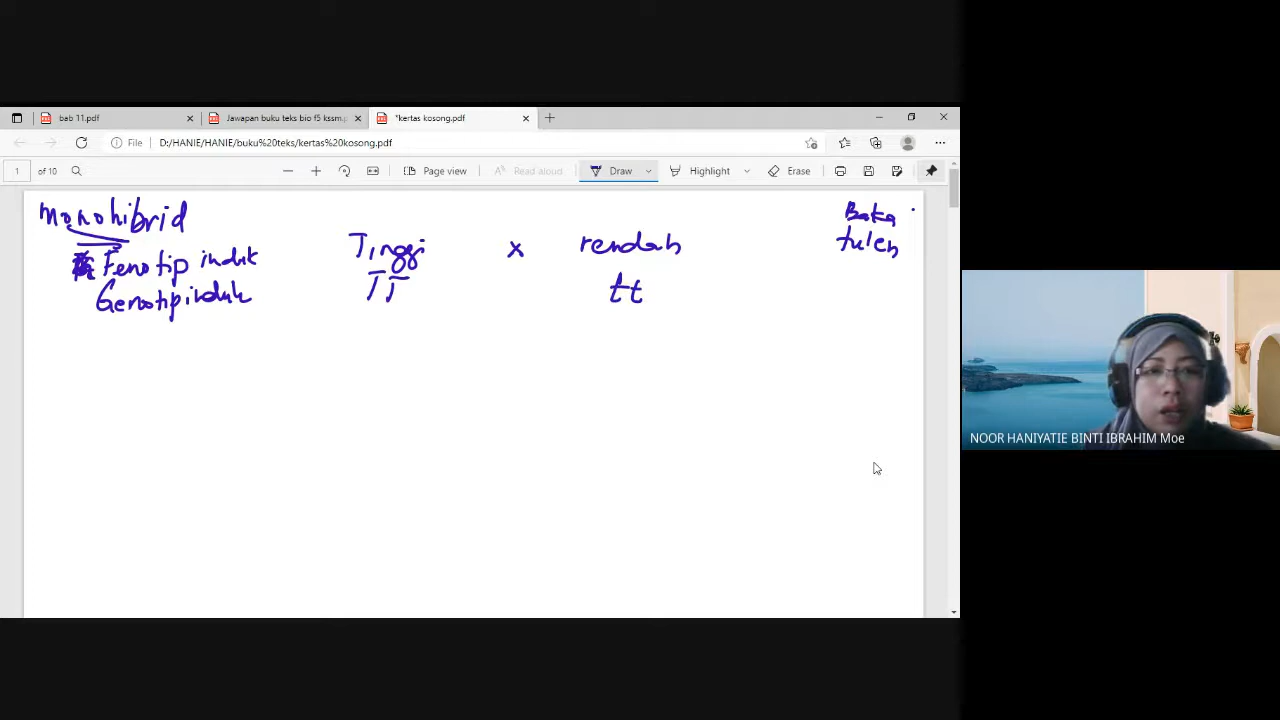 bab 11.pdf
Jawapan buku teks bio f5 kssm.p
*kertas kosong.pdf
File D:/HANIE/HANIE/buku%20teks/kertas%20kosong.pdf
1 of 10 Page view Read aloud Draw Highlight Erase
Monohibrid
Baka
tulen
Fenotip induk Tinggi x rendah
Genotip induk TT tt
NOOR HANIYATIE BINTI IBRAHIM Moe